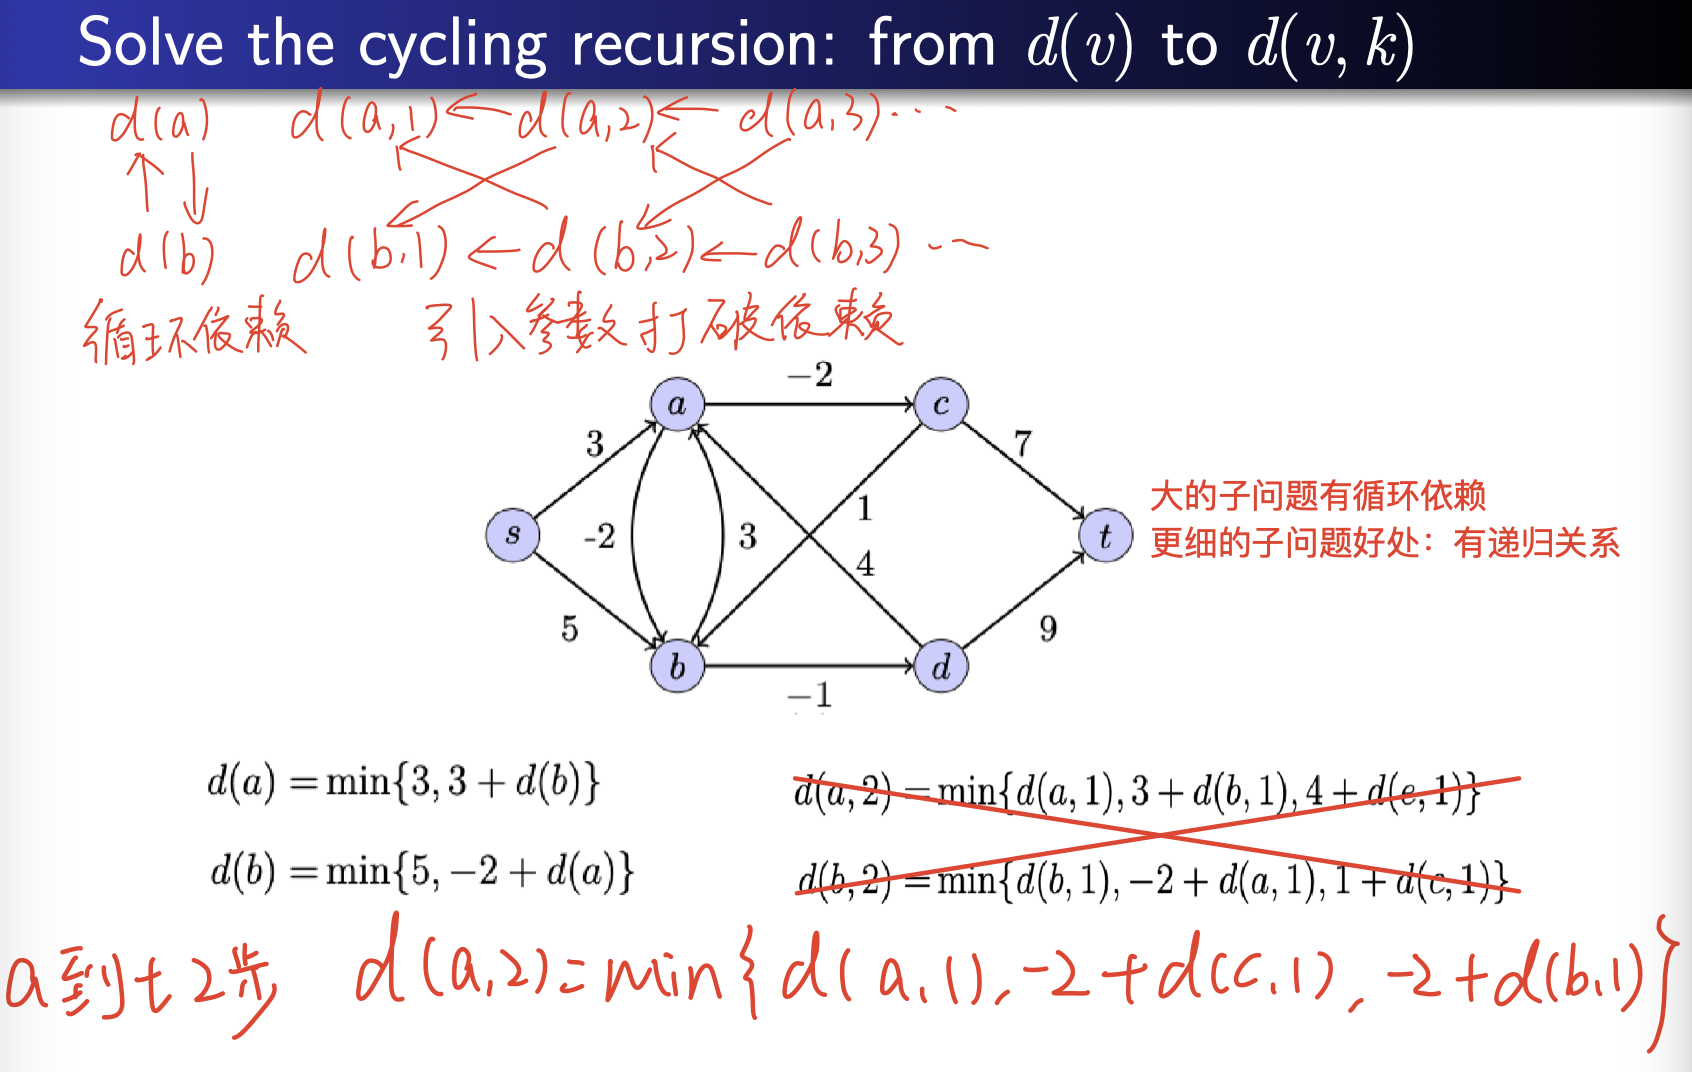 Solve the cycling recursion: from d(v) to d(v, k)
d(a) d(a,1) ← d(a,2) ← d(a,3)...
↑ ↓
d(b) d(b,1) ← d(b,2) ← d(b,3)...
循环依赖 引入参数打破依赖
-2
a c
3 7
1
s -2 3 t
4
5 9
b d
-1
大的子问题有循环依赖
更细的子问题好处：有递归关系
d(a) = min{3, 3 + d(b)}
d(a, 2) = min{d(a, 1), 3 + d(b, 1), 4 + d(e, 1)}
d(b) = min{5, -2 + d(a)}
d(b, 2) = min{d(b, 1), -2 + d(a, 1), 1 + d(c, 1)}
a到t 2步 d(a,2)=min{d(a,1), -2+d(c,1), -2+d(b,1)}